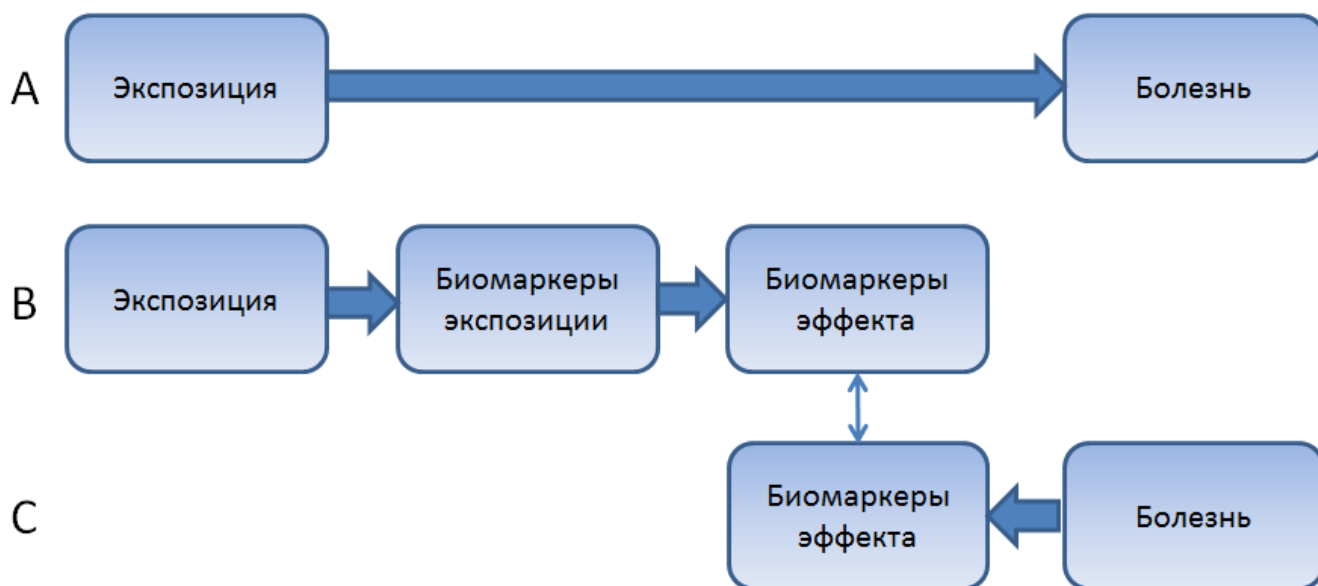 A
Экспозиция
Болезнь
B
Экспозиция
Биомаркеры
экспозиции
Биомаркеры
эффекта
C
Биомаркеры
эффекта
Болезнь